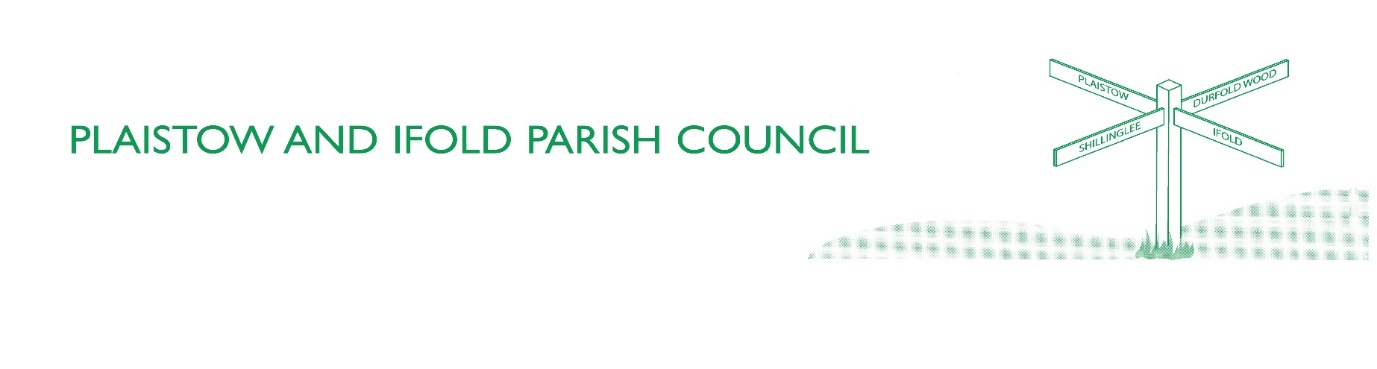 PLAISTOW AND IFOLD PARISH COUNCIL
PLAISTOW
DURFOLD WOOD
SHILLINGLEE
IFOLD